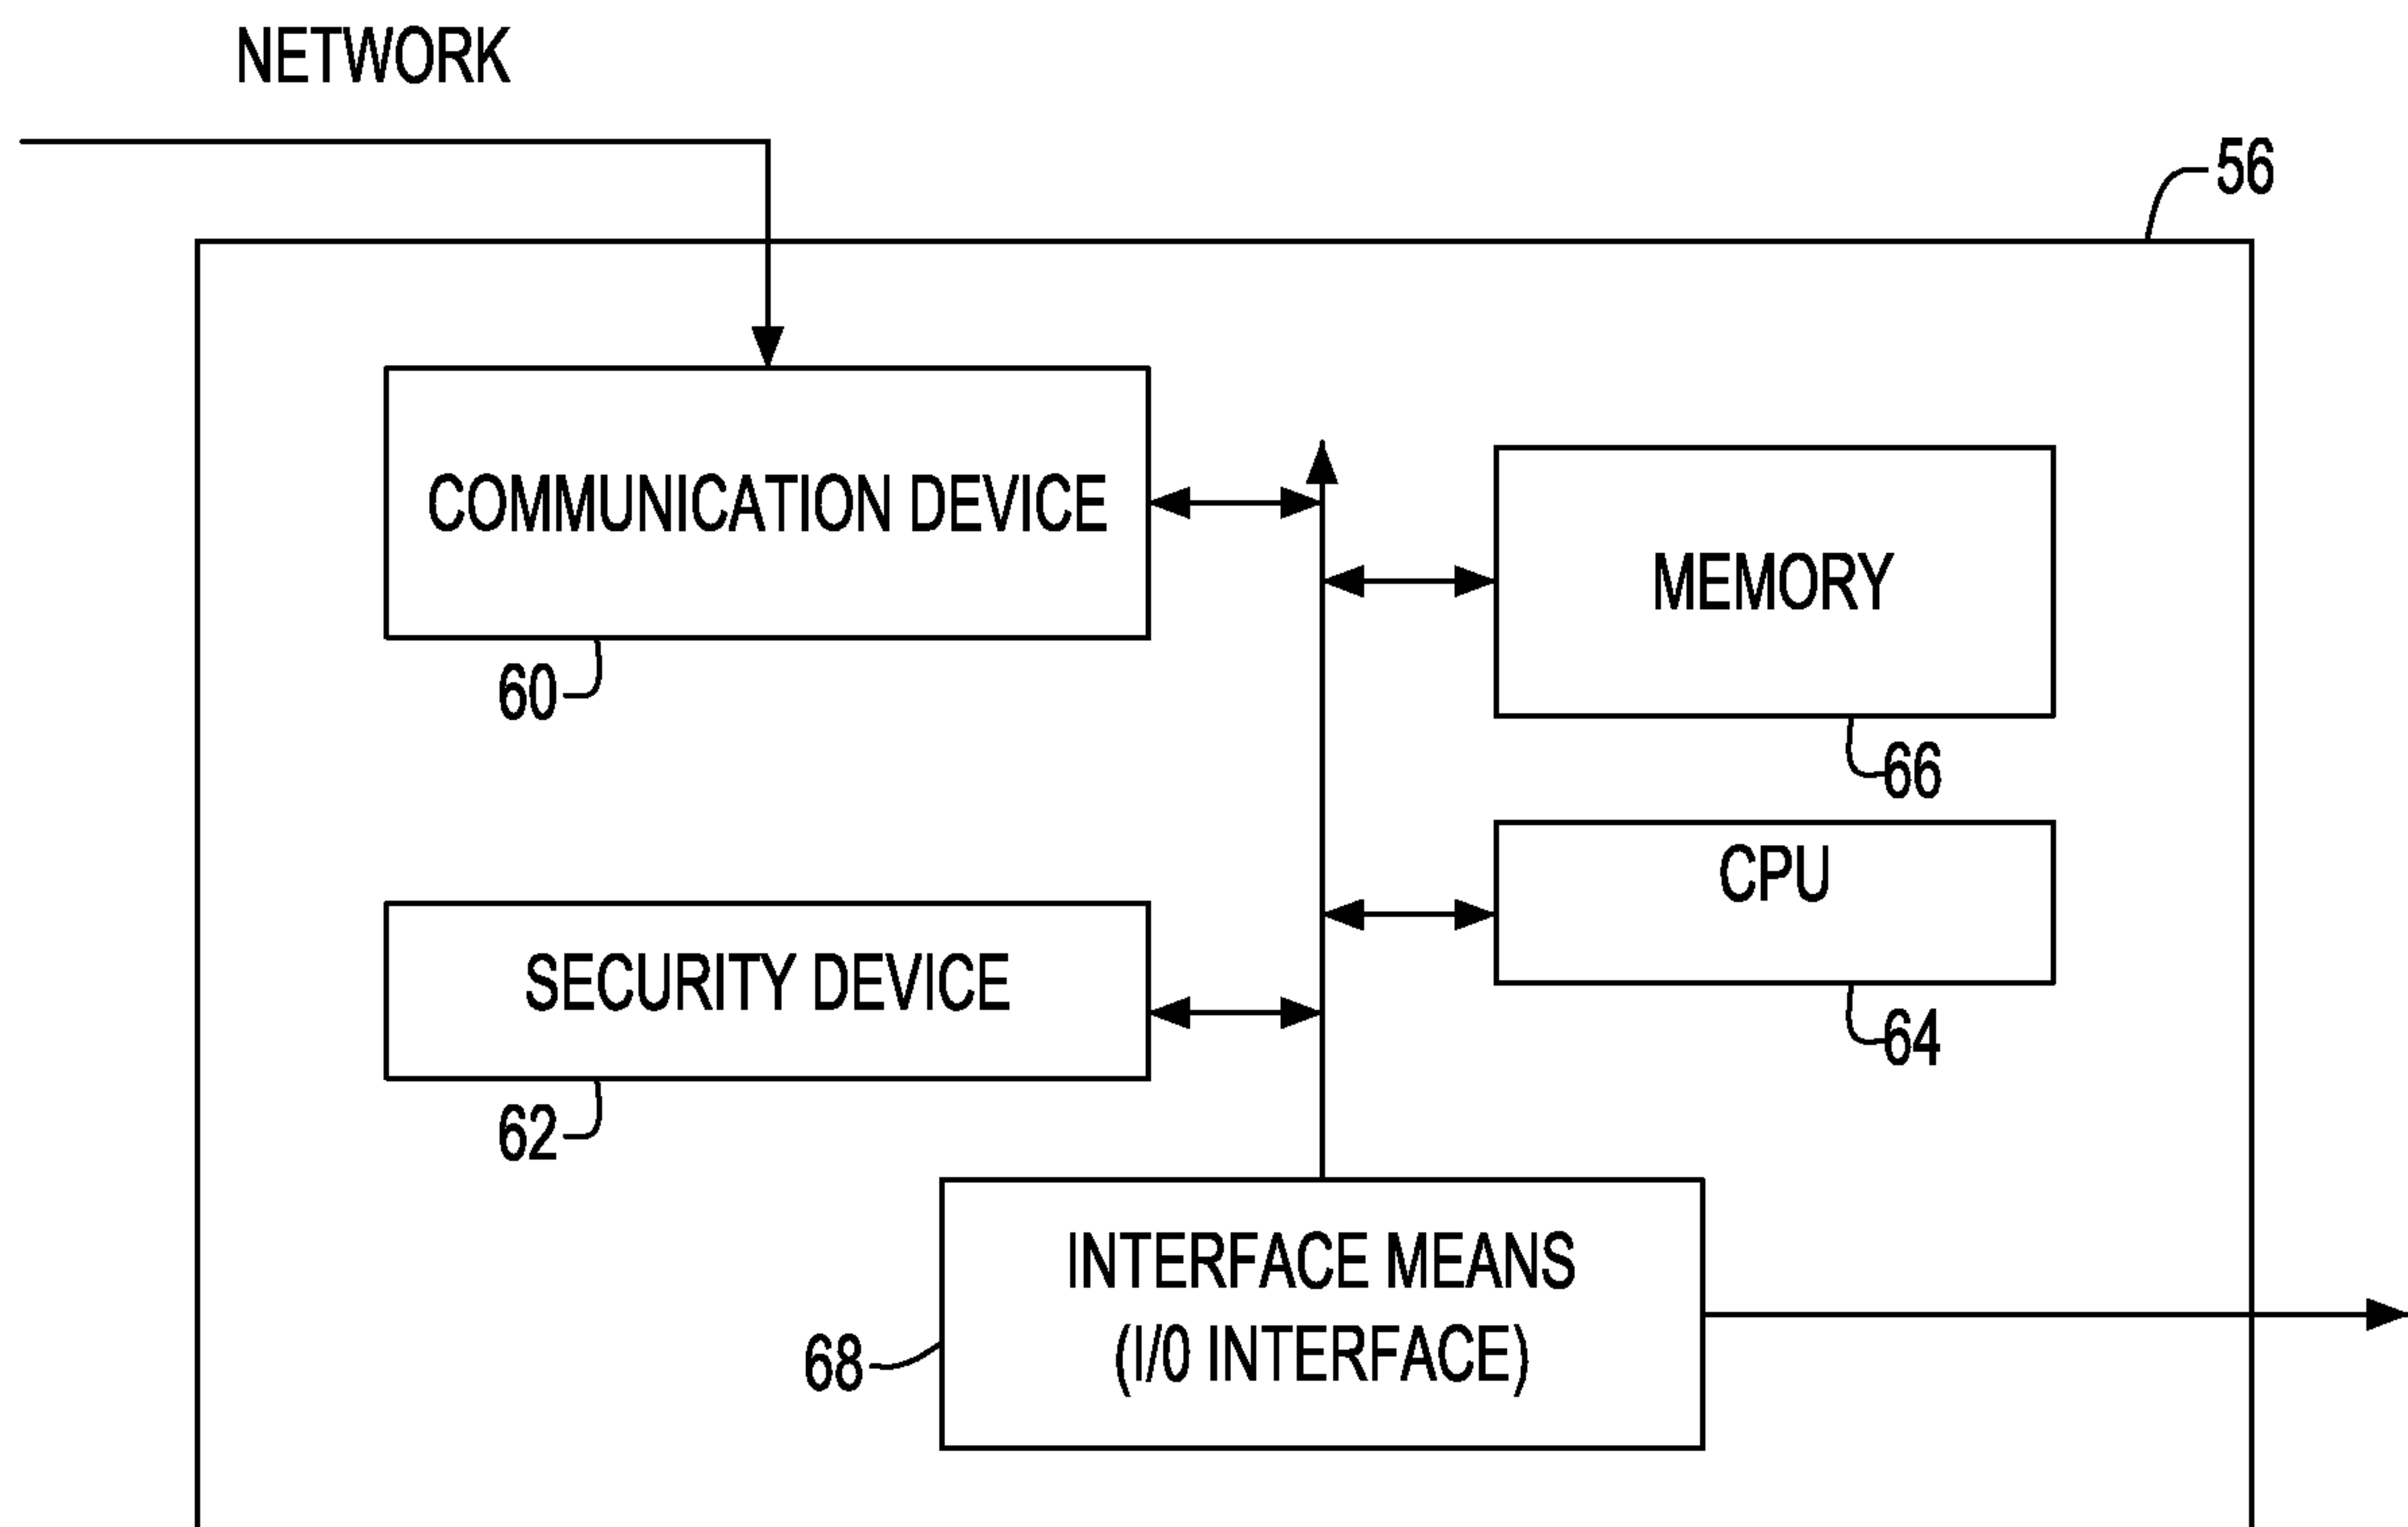 NETWORK
56
COMMUNICATION DEVICE
60
MEMORY
66
CPU
64
SECURITY DEVICE
62
INTERFACE MEANS
(I/0 INTERFACE)
68